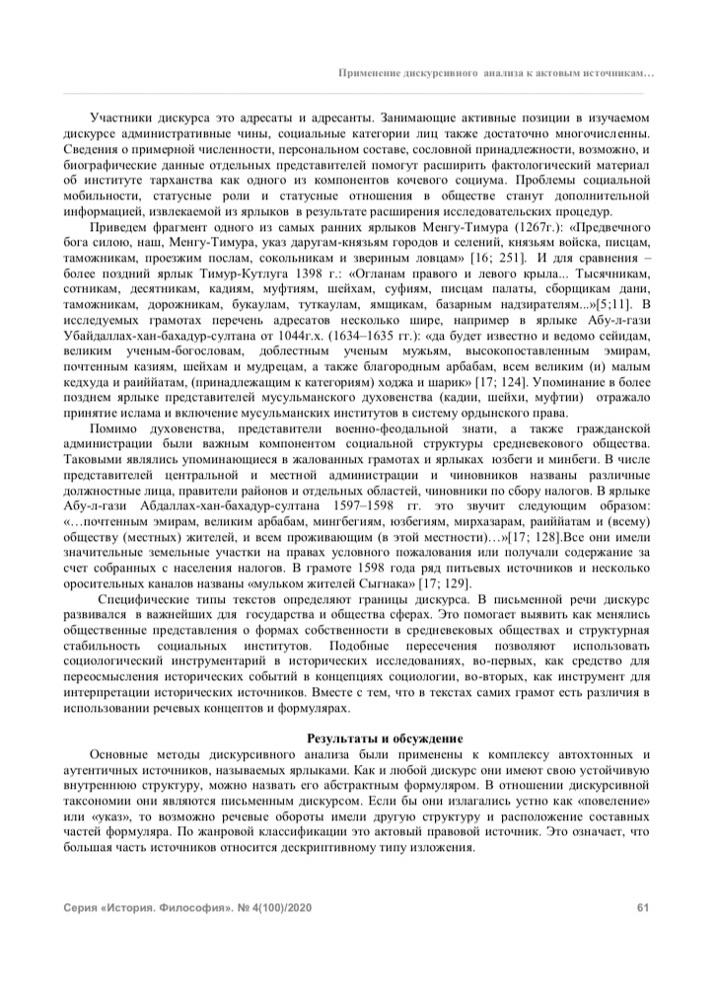 Применение дискурсивного анализа к актовым источникам…
Участники дискурса это адресаты и адресанты. Занимающие активные позиции в изучаемом
дискурсе административные чины, социальные категории лиц также достаточно многочисленны.
Сведения о примерной численности, персональном составе, сословной принадлежности, возможно, и
биографические данные отдельных представителей помогут расширить фактологический материал
об институте тарханства как одного из компонентов кочевого социума. Проблемы социальной
мобильности, статусные роли и статусные отношения в обществе станут дополнительной
информацией, извлекаемой из ярлыков в результате расширения исследовательских процедур.
Приведем фрагмент одного из самых ранних ярлыков Менгу-Тимура (1267г.): «Предвечного
бога силою, наш, Менгу-Тимура, указ даругам-князьям городов и селений, князьям войска, писцам,
таможникам, проезжим послам, сокольникам и звериным ловцам» [16; 251]. И для сравнения –
более поздний ярлык Тимур-Кутлуга 1398 г.: «Огланам правого и левого крыла... Тысячникам,
сотникам, десятникам, кадиям, муфтиям, шейхам, суфиям, писцам палаты, сборщикам дани,
таможникам, дорожникам, букаулам, туткаулам, ямщикам, базарным надзирателям...»[5;11]. В
исследуемых грамотах перечень адресатов несколько шире, например в ярлыке Абу-л-гази
Убайдаллах-хан-бахадур-султана от 1044г.х. (1634–1635 гг.): «да будет известно и ведомо сейидам,
великим ученым-богословам, доблестным ученым мужьям, высокопоставленным эмирам,
почтенным казиям, шейхам и мудрецам, а также благородным арбабам, всем великим (и) малым
кедхуда и раиййатам, (принадлежащим к категориям) ходжа и шарик» [17; 124]. Упоминание в более
позднем ярлыке представителей мусульманского духовенства (кадии, шейхи, муфтии) отражало
принятие ислама и включение мусульманских институтов в систему ордынского права.
Помимо духовенства, представители военно-феодальной знати, а также гражданской
администрации были важным компонентом социальной структуры средневекового общества.
Таковыми являлись упоминающиеся в жалованных грамотах и ярлыках юзбеги и минбеги. В числе
представителей центральной и местной администрации и чиновников названы различные
должностные лица, правители районов и отдельных областей, чиновники по сбору налогов. В ярлыке
Абу-л-гази Абдаллах-хан-бахадур-султана 1597–1598 гг. это звучит следующим образом:
«…почтенным эмирам, великим арбабам, мингбегиям, юзбегиям, мирхазарам, раиййатам и (всему)
обществу (местных) жителей, и всем проживающим (в этой местности)…»[17; 128].Все они имели
значительные земельные участки на правах условного пожалования или получали содержание за
счет собранных с населения налогов. В грамоте 1598 года ряд питьевых источников и несколько
оросительных каналов названы «мульком жителей Сыгнака» [17; 129].
Специфические типы текстов определяют границы дискурса. В письменной речи дискурс
развивался в важнейших для государства и общества сферах. Это помогает выявить как менялись
общественные представления о формах собственности в средневековых обществах и структурная
стабильность социальных институтов. Подобные пересечения позволяют использовать
социологический инструментарий в исторических исследованиях, во-первых, как средство для
переосмысления исторических событий в концепциях социологии, во-вторых, как инструмент для
интерпретации исторических источников. Вместе с тем, что в текстах самих грамот есть различия в
использовании речевых концептов и формулярах.
Результаты и обсуждение
Основные методы дискурсивного анализа были применены к комплексу автохтонных и
аутентичных источников, называемых ярлыками. Как и любой дискурс они имеют свою устойчивую
внутреннюю структуру, можно назвать его абстрактным формуляром. В отношении дискурсивной
таксономии они являются письменным дискурсом. Если бы они излагались устно как «повеление»
или «указ», то возможно речевые обороты имели другую структуру и расположение составных
частей формуляра. По жанровой классификации это актовый правовой источник. Это означает, что
большая часть источников относится дескриптивному типу изложения.
Серия «История. Философия». № 4(100)/2020
61